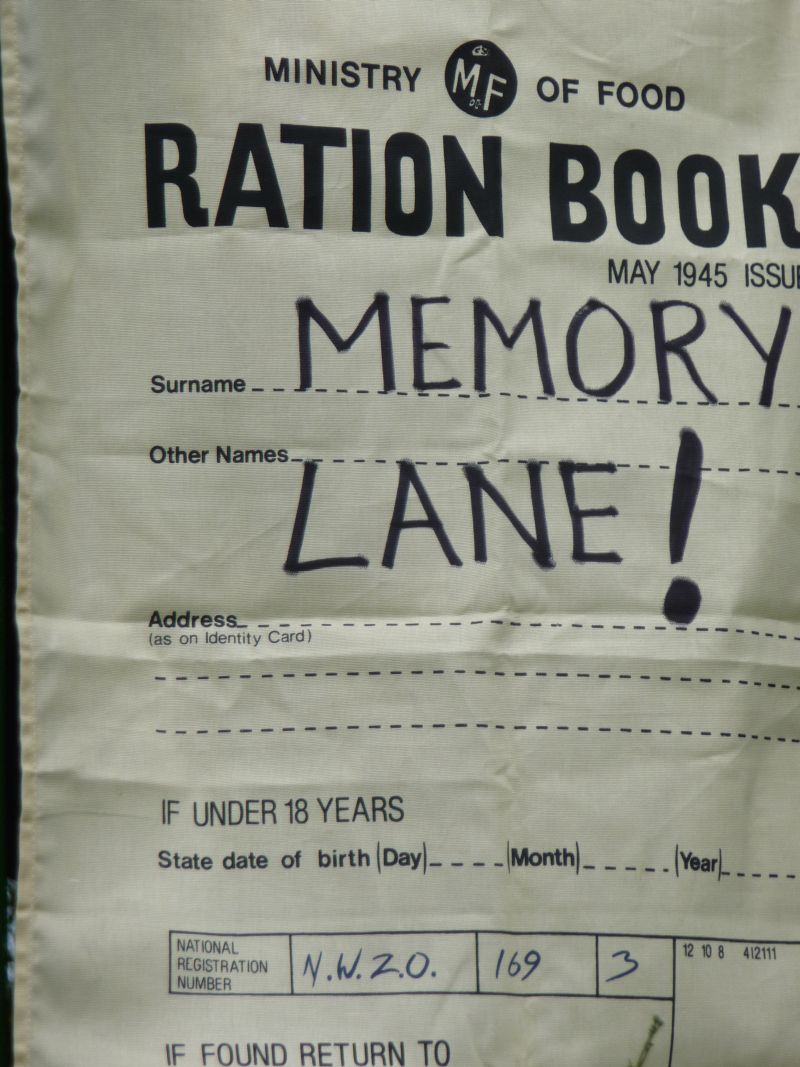 MINISTRY MF OF FOOD
RATION BOOK
MAY 1945 ISSUE
MEMORY
Surname
Other Names
LANE!
Address
(as on Identity Card)
IF UNDER 18 YEARS
State date of birth (Day) (Month) (Year)
NATIONAL REGISTRATION NUMBER N.W.Z.O. 169 3 12 10 8 412111
IF FOUND RETURN TO